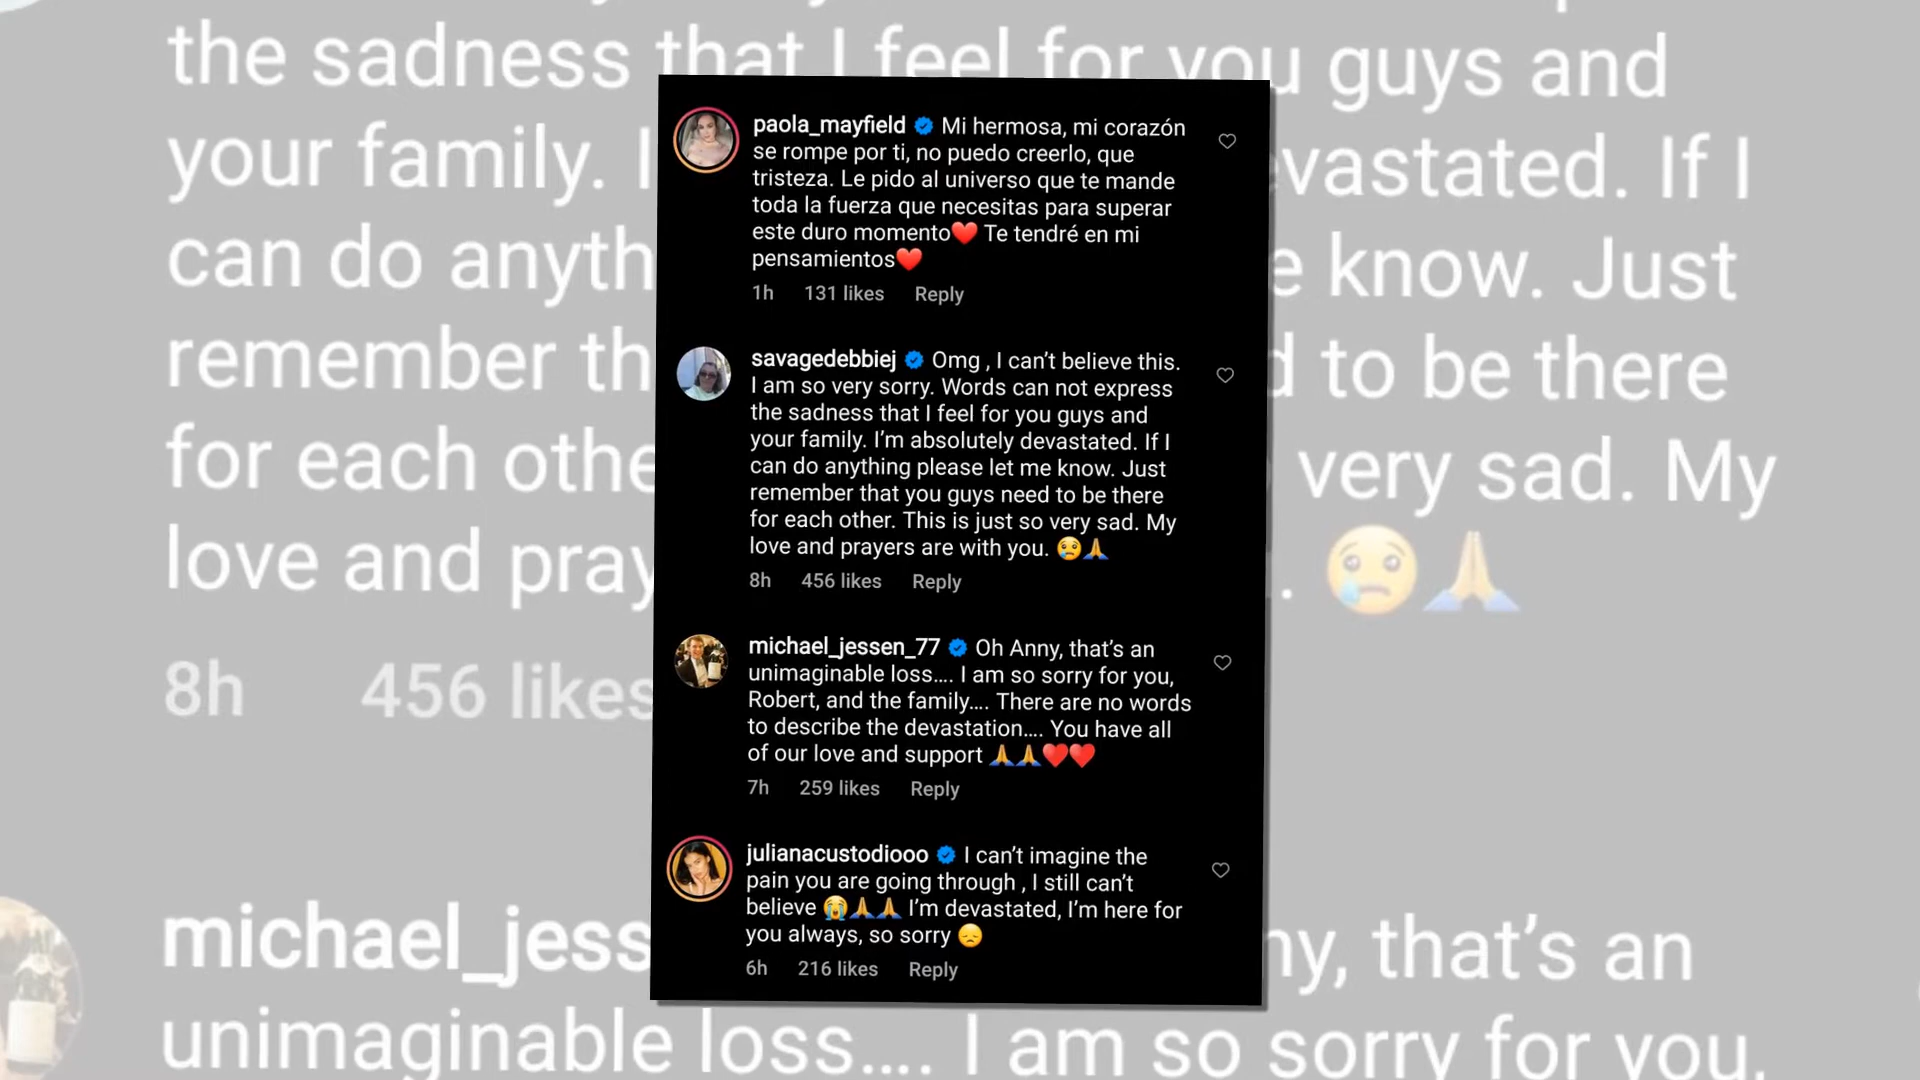 the sadness that I feel for you guys and
your family. I
vastated. If I
can do anyth
e know. Just
remember th
d to be there
for each othe
very sad. My
love and pray
. 😢🙏
8h 456 likes
michael_jess
ny, that's an
unimaginable loss.... I am so sorry for you,
paola_mayfield Mi hermosa, mi corazón
se rompe por ti, no puedo creerlo, que
tristeza. Le pido al universo que te mande
toda la fuerza que necesitas para superar
este duro momento❤️ Te tendré en mi
pensamientos❤️
1h 131 likes Reply
savagedebbiej Omg , I can't believe this.
I am so very sorry. Words can not express
the sadness that I feel for you guys and
your family. I'm absolutely devastated. If I
can do anything please let me know. Just
remember that you guys need to be there
for each other. This is just so very sad. My
love and prayers are with you. 😢🙏
8h 456 likes Reply
michael_jessen_77 Oh Anny, that's an
unimaginable loss.... I am so sorry for you,
Robert, and the family.... There are no words
to describe the devastation.... You have all
of our love and support 🙏🙏❤️❤️
7h 259 likes Reply
julianacustodiooo I can't imagine the
pain you are going through , I still can't
believe 😭🙏🙏 I'm devastated, I'm here for
you always, so sorry 😞
6h 216 likes Reply